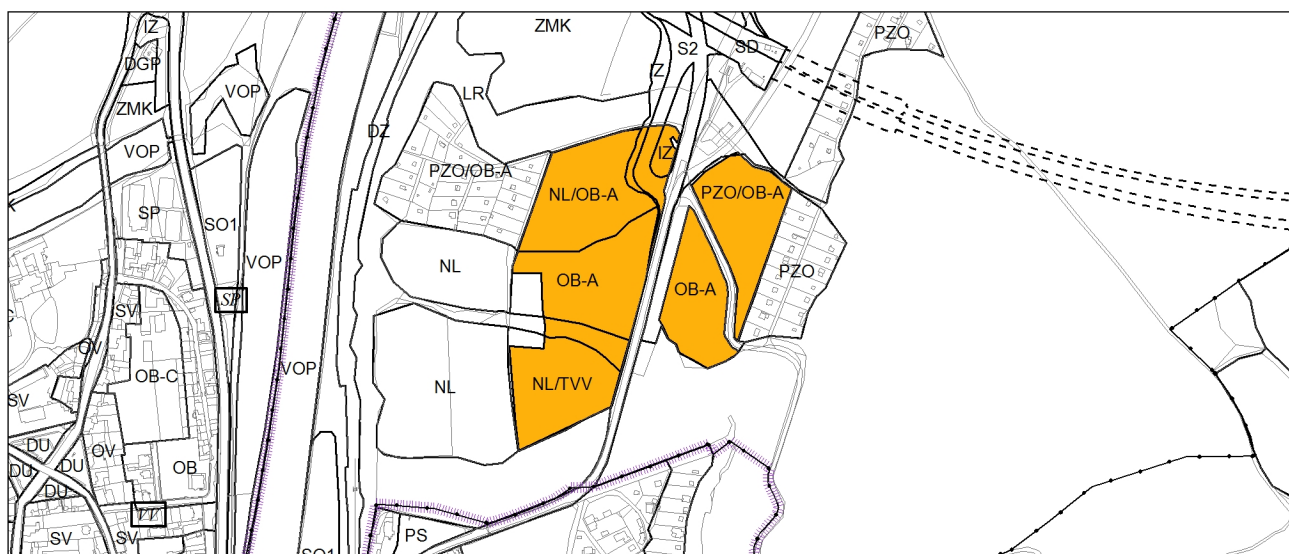 IZ
ZMK
S2
SD
PZO
DGP
IZ
VOP
LR
ZMK
DZ
VOP
IZ
PZO/OB-A
NL/OB-A
PZO/OB-A
SP
SO1
VOP
NL
PZO
OB-A
OB-A
SP
SV
OV
VOP
OB-C
NL
NL/TVV
SV
DU
OV
DU
DU
OB
DU
VV
SV
SV
SO1
PS